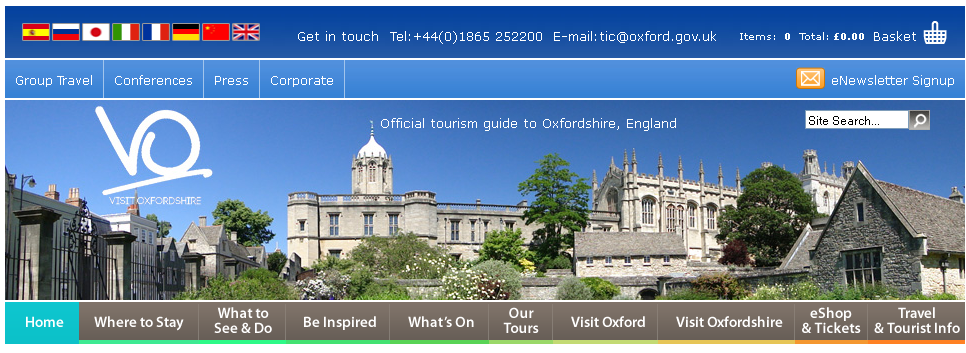 Get in touch Tel:+44(0)1865 252200 E-mail:tic@oxford.gov.uk Items: 0 Total: £0.00 Basket
Group Travel Conferences Press Corporate eNewsletter Signup
Official tourism guide to Oxfordshire, England
Site Search...
VO
VISIT OXFORDSHIRE
Home
Where to Stay
What to
See & Do
Be Inspired
What's On
Our
Tours
Visit Oxford
Visit Oxfordshire
eShop
& Tickets
Travel
& Tourist Info